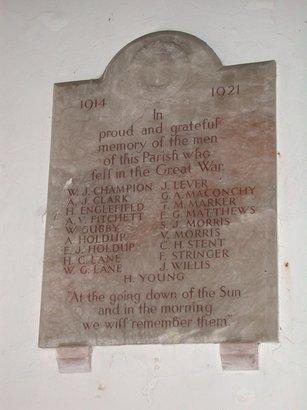 1914 1921
In
proud and grateful
memory of the men
of this Parish who
fell in the Great War
W. J. CHAMPION J. LEVER
A. J. CLARK G. A. MACONCHY
H. ENGLEFIELD T. M. MARKER
A. V. FITCHETT E. G. MATTHEWS
W. GUBBY S. J. MORRIS
A. HOLDUP V. MORRIS
E. J. HOLDUP C. H. STENT
H. C. LANE F. STRINGER
W. G. LANE J. WILLIS
H. YOUNG
"At the going down of the Sun
and in the morning
we will remember them."